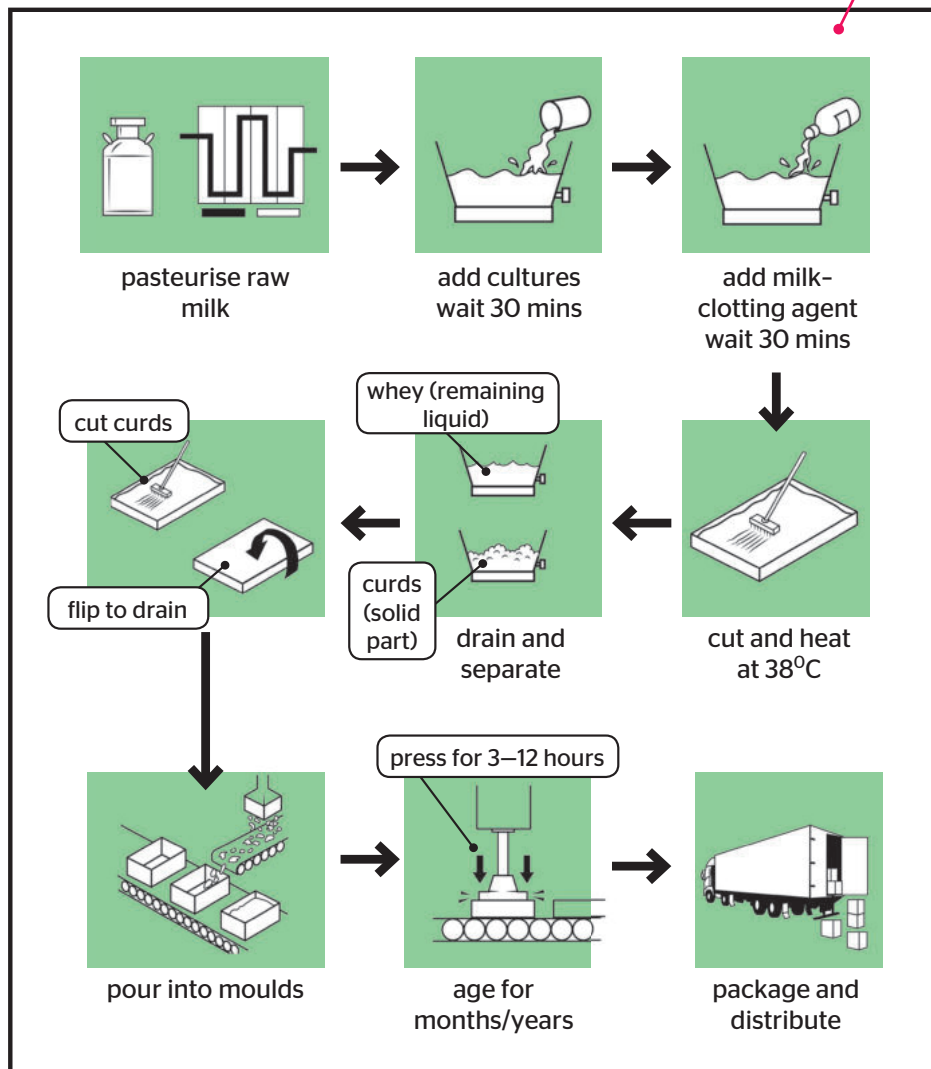 pasteurise raw
milk
add cultures
wait 30 mins
add milk-
clotting agent
wait 30 mins
cut and heat
at 38⁰C
whey (remaining
liquid)
curds
(solid
part)
drain and
separate
cut curds
flip to drain
pour into moulds
press for 3–12 hours
age for
months/years
package and
distribute